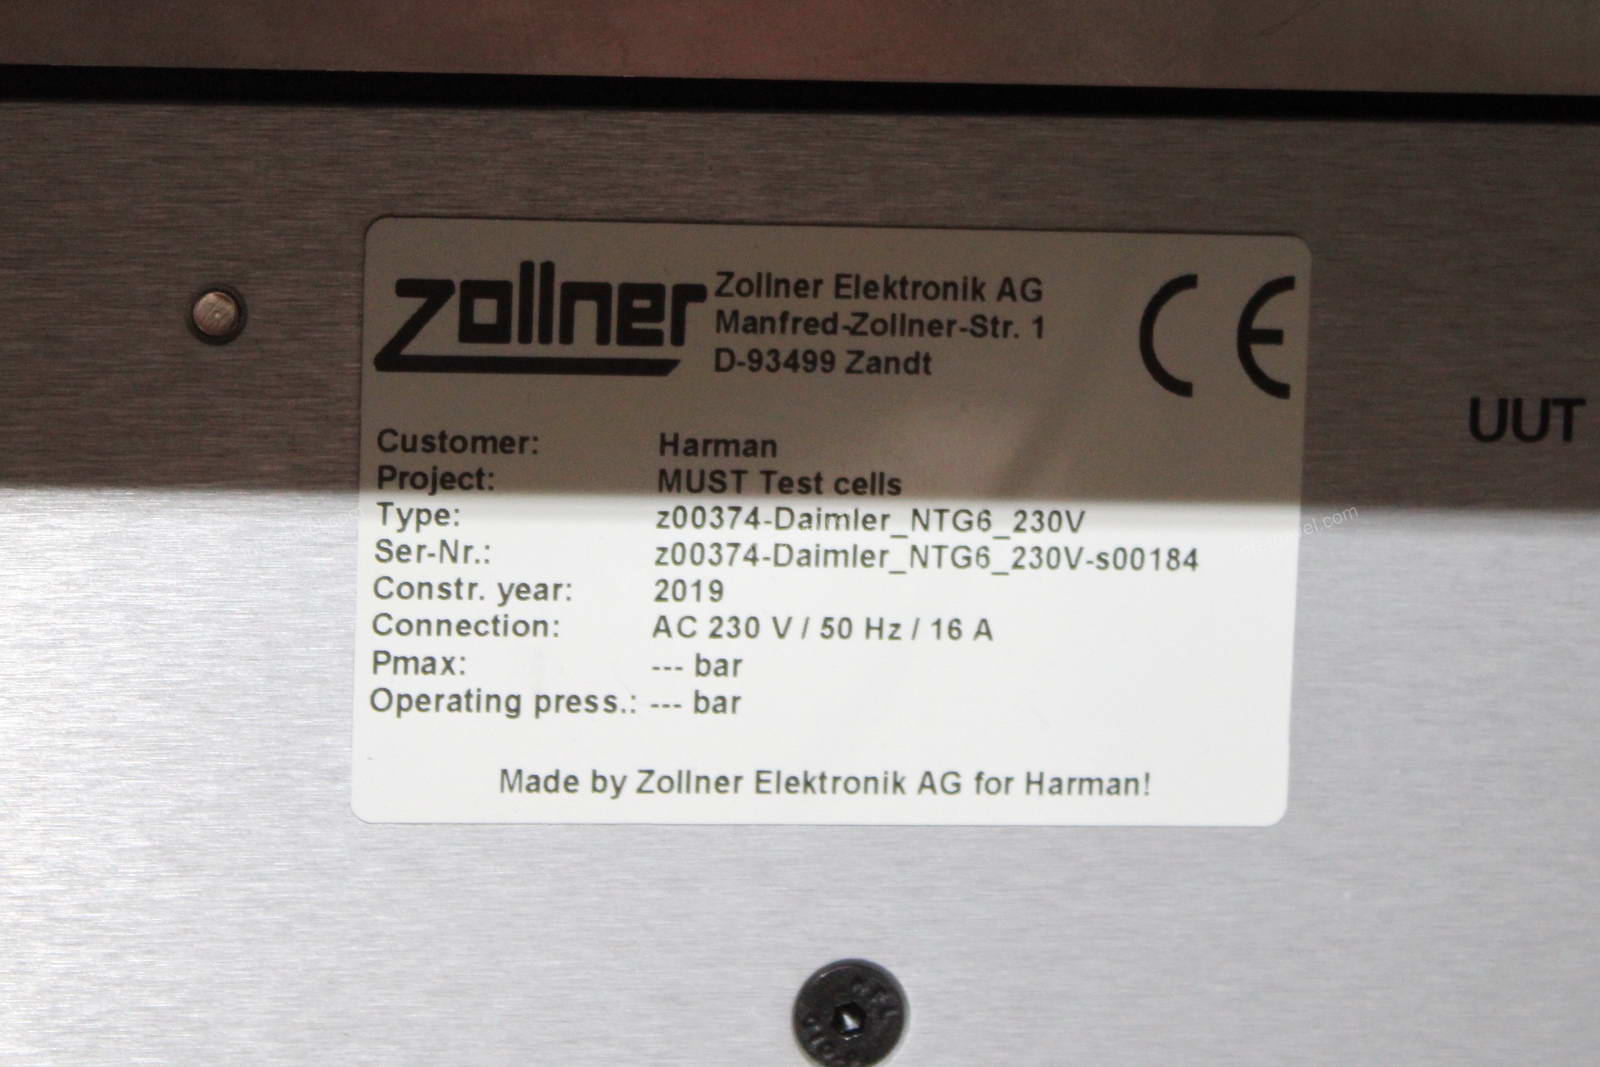 zollner
Zollner Elektronik AG
Manfred-Zollner-Str. 1
D-93499 Zandt
CE
UUT
Customer: Harman
Project: MUST Test cells
Type: z00374-Daimler_NTG6_230V
Ser-Nr.: z00374-Daimler_NTG6_230V-s00184
Constr. year: 2019
Connection: AC 230 V / 50 Hz / 16 A
Pmax: --- bar
Operating press.: --- bar
Made by Zollner Elektronik AG for Harman!